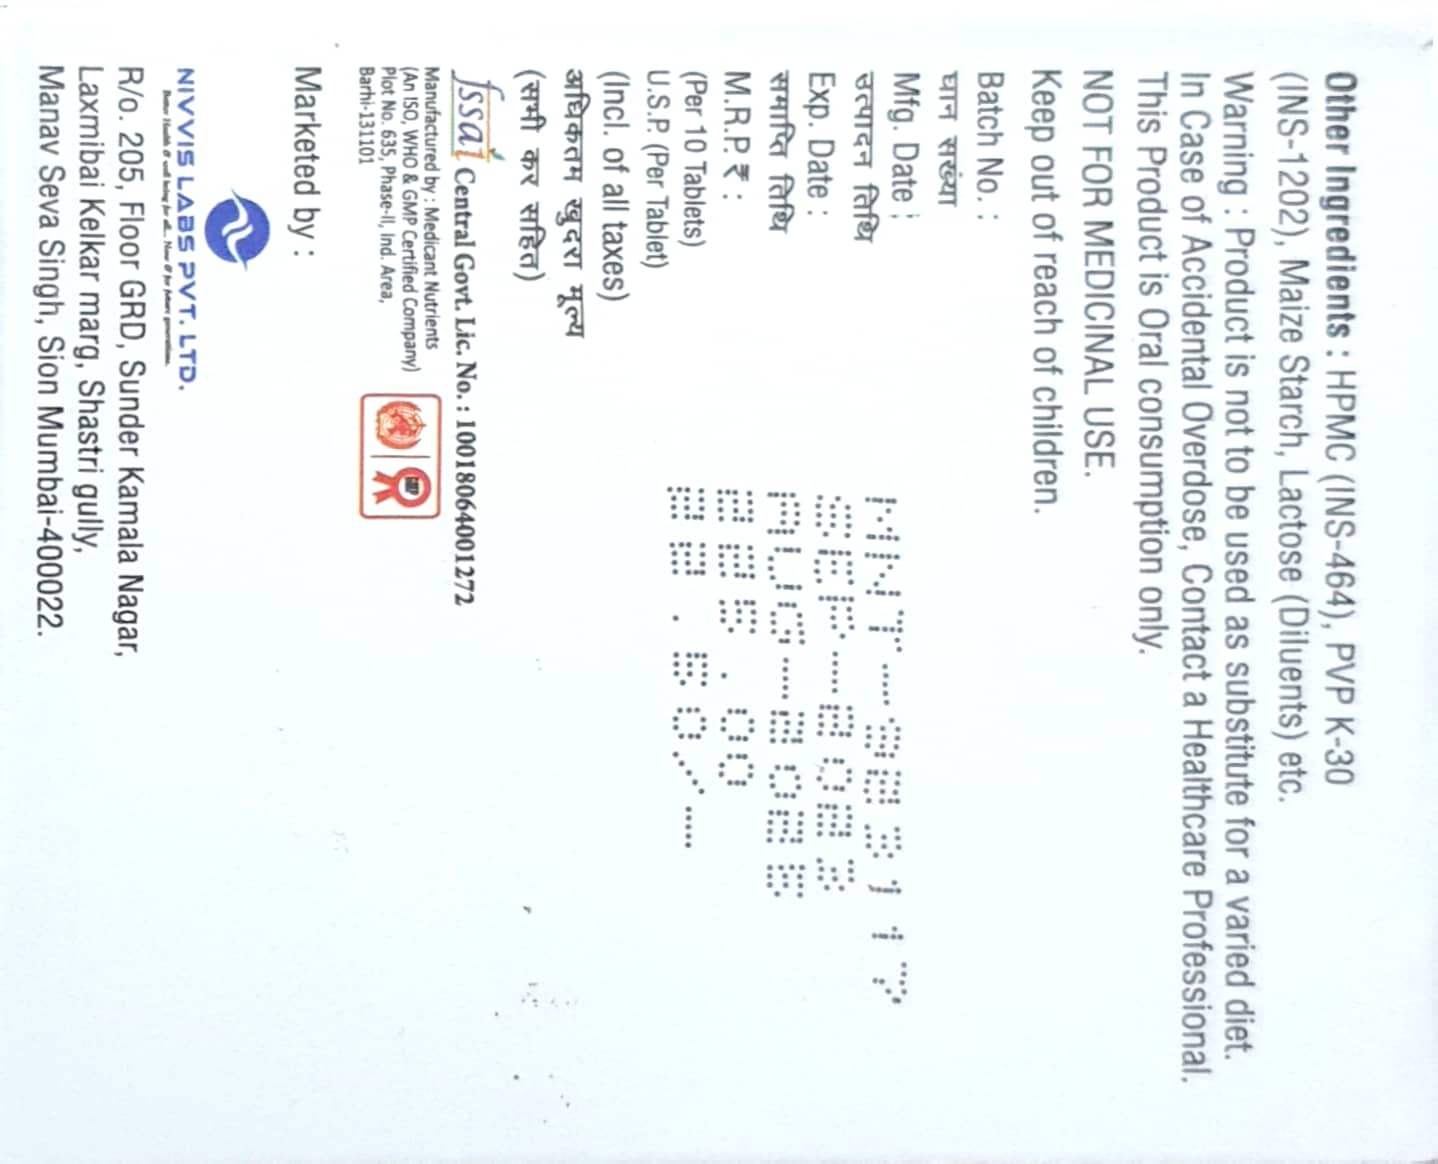 Other Ingredients : HPMC (INS-464), PVP K-30
(INS-1202), Maize Starch, Lactose (Diluents) etc.
Warning : Product is not to be used as substitute for a varied diet.
In Case of Accidental Overdose, Contact a Healthcare Professional.
This Product is Oral consumption only.
NOT FOR MEDICINAL USE.
Keep out of reach of children.
Batch No. :
घान सख्ंया
Mfg. Date :
उत्पादन तिथि
Exp. Date :
समाप्ति तिथि
M.R.P. ₹ :
(Per 10 Tablets)
U.S.P. (Per Tablet)
(Incl. of all taxes)
अधिकतम खुदरा मूल्य
(सभी कर सहित)
SEP-2023
AUG-2025
225.00
22.50/-
fssai Central Govt. Lic. No. : 10018064001272
Manufactured by : Medicant Nutrients
(An ISO, WHO & GMP Certified Company)
Plot No. 635, Phase-II, Ind. Area,
Barhi-131101
GMP
Marketed by :
NIVVIS LABS PVT. LTD.
Better Health & well being for all... Now & for future generations.
R/o. 205, Floor GRD, Sunder Kamala Nagar,
Laxmibai Kelkar marg, Shastri gully,
Manav Seva Singh, Sion Mumbai-400022.